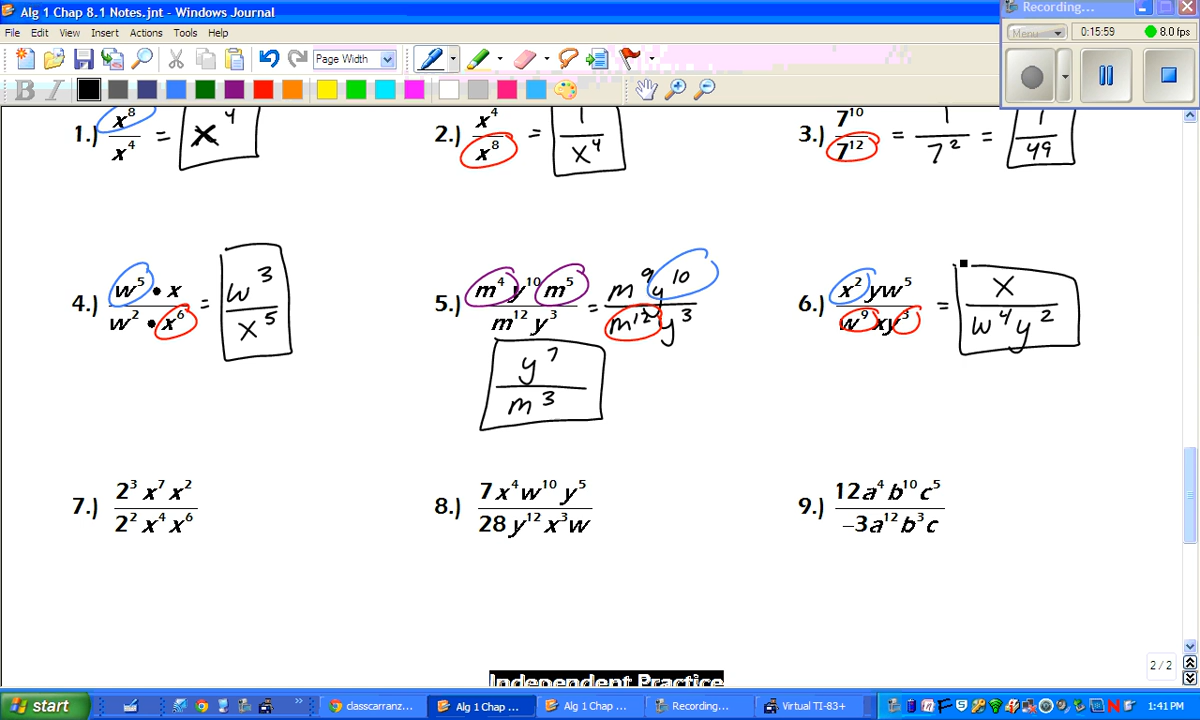 Alg 1 Chap 8.1 Notes.jnt - Windows Journal
Recording...
File Edit View Insert Actions Tools Help
Menu 0:15:59 8.0 fps
Page Width
B I
1.) x⁸/x⁴ = x⁴
2.) x⁴/x⁸ = 1/x⁴
3.) 7¹⁰/7¹² = 1/7² = 1/49
4.) w⁵•x/w²•x⁶ = w³/x⁵
5.) m⁴y¹⁰m⁵/m¹²y³ = m⁹y¹⁰/m¹²y³
y⁷/m³
6.) x²yw⁵/w⁹xy³ = x/w⁴y²
7.) 2³x⁷x²/2²x⁴x⁶
8.) 7x⁴w¹⁰y⁵/28y¹²x³w
9.) 12a⁴b¹⁰c⁵/−3a¹²b³c
2 / 2
Independent Practice
start
classcarranz...
Alg 1 Chap ...
Alg 1 Chap ...
Recording...
Virtual TI-83+
1:41 PM